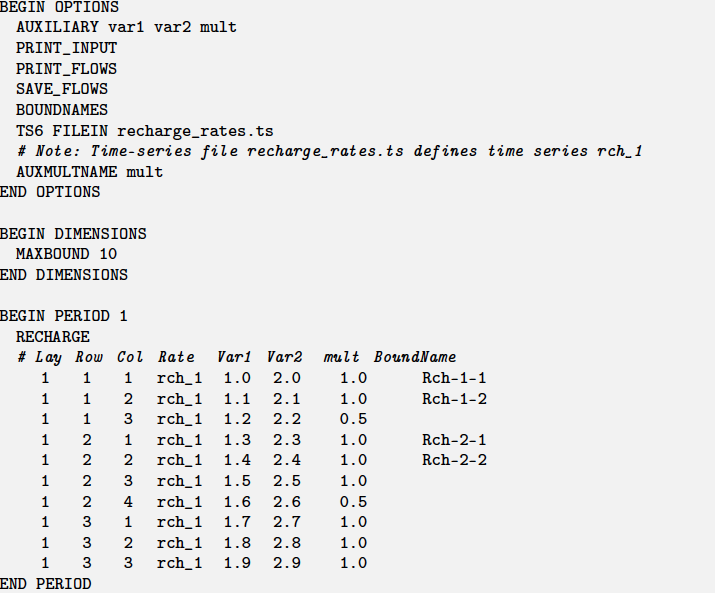 BEGIN OPTIONS
  AUXILIARY var1 var2 mult
  PRINT_INPUT
  PRINT_FLOWS
  SAVE_FLOWS
  BOUNDNAMES
  TS6 FILEIN recharge_rates.ts
  # Note: Time-series file recharge_rates.ts defines time series rch_1
  AUXMULTNAME mult
END OPTIONS

BEGIN DIMENSIONS
  MAXBOUND 10
END DIMENSIONS

BEGIN PERIOD 1
  RECHARGE
  # Lay Row Col Rate Var1 Var2 mult BoundName
    1 1 1 rch_1 1.0 2.0 1.0 Rch-1-1
    1 1 2 rch_1 1.1 2.1 1.0 Rch-1-2
    1 1 3 rch_1 1.2 2.2 0.5
    1 2 1 rch_1 1.3 2.3 1.0 Rch-2-1
    1 2 2 rch_1 1.4 2.4 1.0 Rch-2-2
    1 2 3 rch_1 1.5 2.5 1.0
    1 2 4 rch_1 1.6 2.6 0.5
    1 3 1 rch_1 1.7 2.7 1.0
    1 3 2 rch_1 1.8 2.8 1.0
    1 3 3 rch_1 1.9 2.9 1.0
END PERIOD